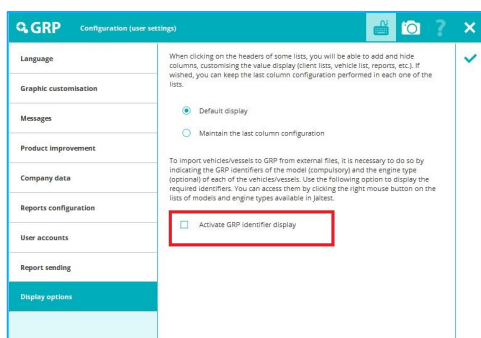 GRP Configuration (user settings)
?
Language
Graphic customisation
Messages
Product improvement
Company data
Reports configuration
User accounts
Report sending
Display options
When clicking on the headers of some lists, you will be able to add and hide
columns, customising the value display (client lists, vehicle list, reports, etc.). If
wished, you can keep the last column configuration performed in each one of the
lists.
Default display
Maintain the last column configuration
To import vehicles/vessels to GRP from external files, it is necessary to do so by
indicating the GRP identifiers of the model (compulsory) and the engine type
(optional) of each of the vehicles/vessels. Use the following option to display the
required identifiers. You can access them by clicking the right mouse button on the
lists of models and engine types available in Jaltest.
Activate GRP identifier display